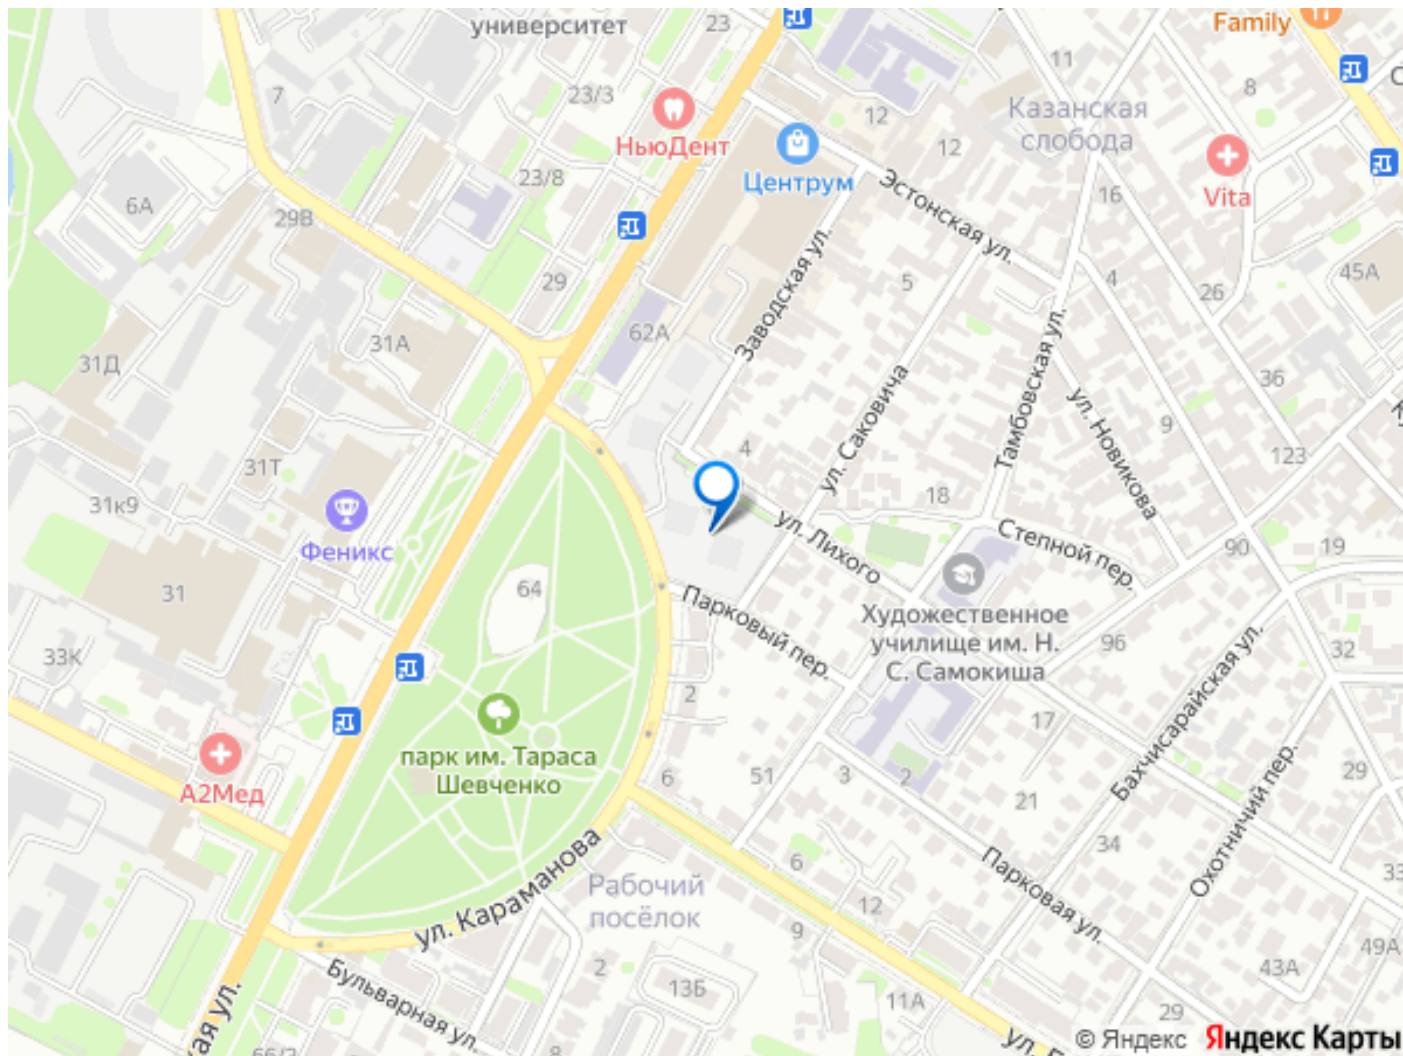 университет
23
Family
11
8
7
23/3
12
Казанская
слобода
12
НьюДент
Центрум
23/8
Vita
6А
29В
Эстонская ул.
16
45А
29
5
4
26
Заводская ул.
62А
31А
31Д
Тамбовская ул.
36
ул. Саковича
ул. Новикова
9
4
123
31Т
31к9
18
Феникс
ул. Лихого
Степной пер.
90
19
31
64
Парковый пер.
Художественное
училище им. Н.
С. Самокиша
96
32
33К
2
Бахчисарайская ул.
17
парк им. Тараса
Шевченко
6
51
3
2
21
29
А2Мед
Охотничий пер.
34
ул. Караманова
6
Парковая ул.
33
Рабочий
посёлок
12
9
49А
2
13Б
43А
Бульварная ул.
11А
29
© Яндекс Яндекс Карты